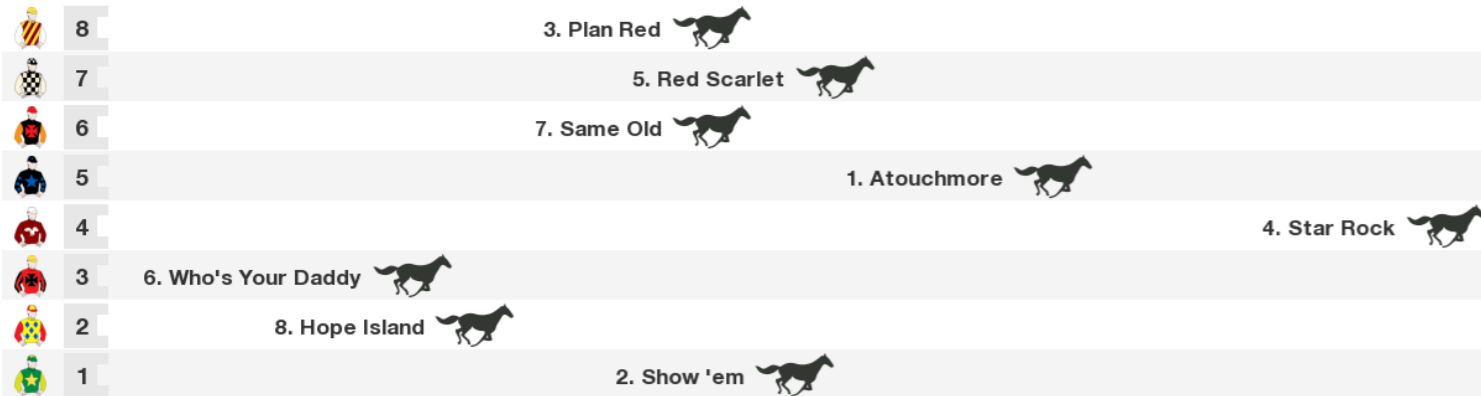 8 3. Plan Red
7 5. Red Scarlet
6 7. Same Old
5 1. Atouchmore
4 4. Star Rock
3 6. Who's Your Daddy
2 8. Hope Island
1 2. Show 'em